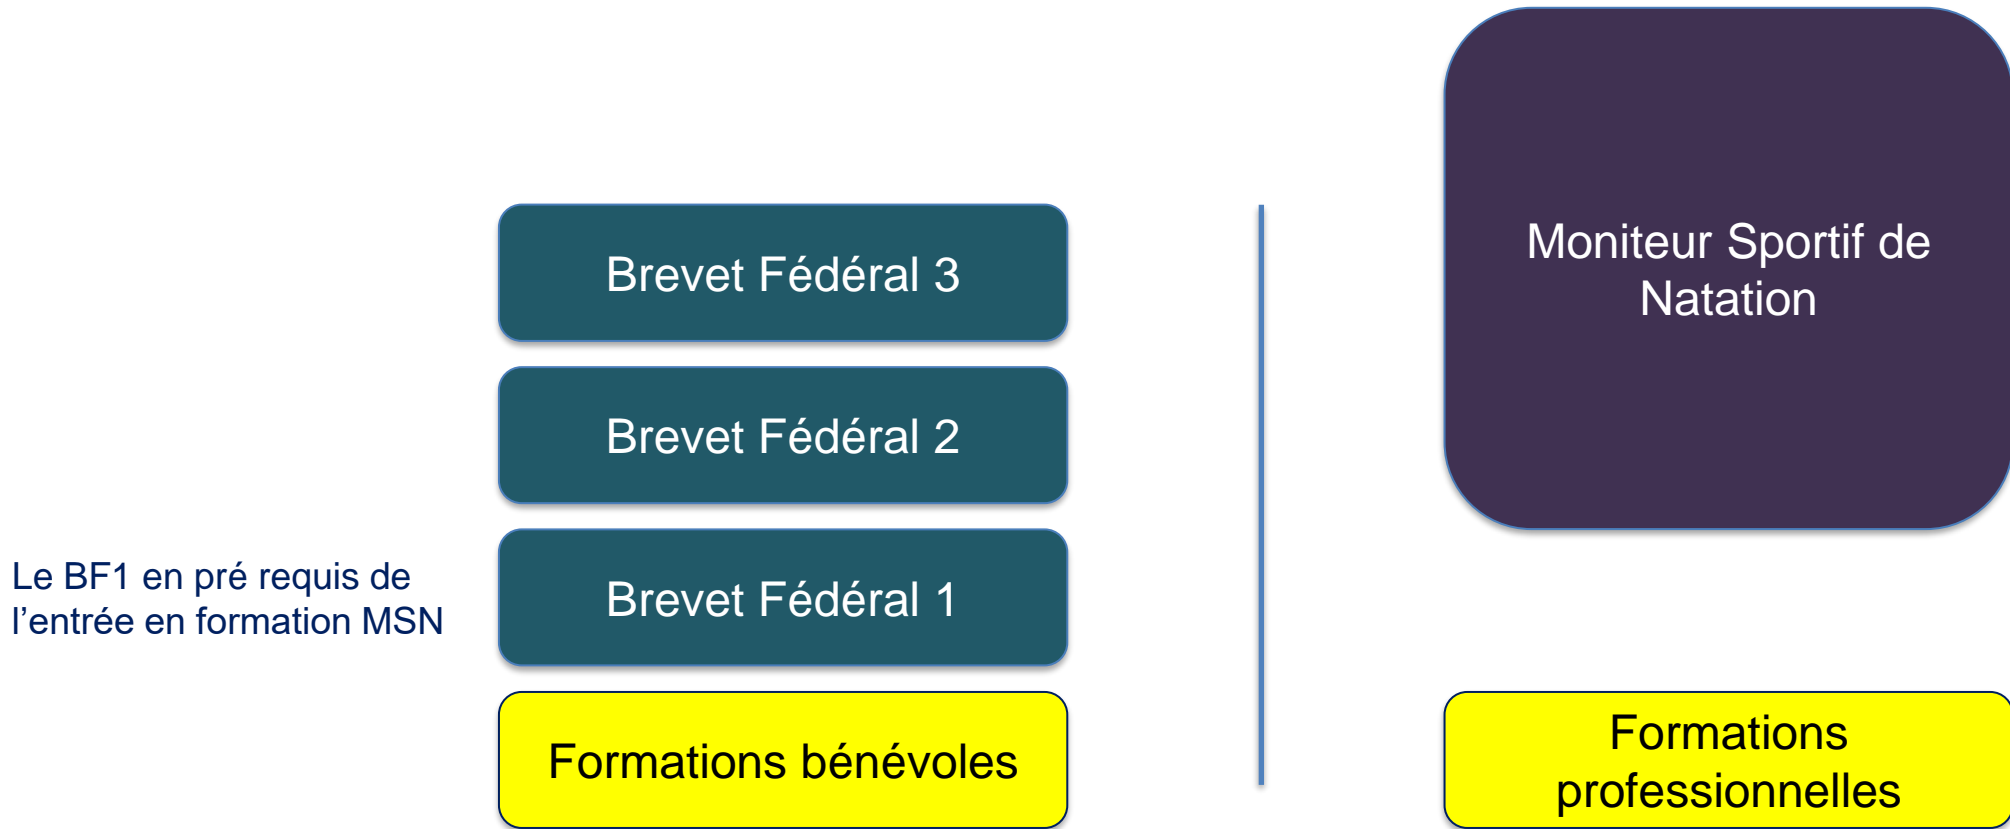 Moniteur Sportif de
Natation
Brevet Fédéral 3
Brevet Fédéral 2
Le BF1 en pré requis de
l’entrée en formation MSN
Brevet Fédéral 1
Formations bénévoles
Formations
professionnelles